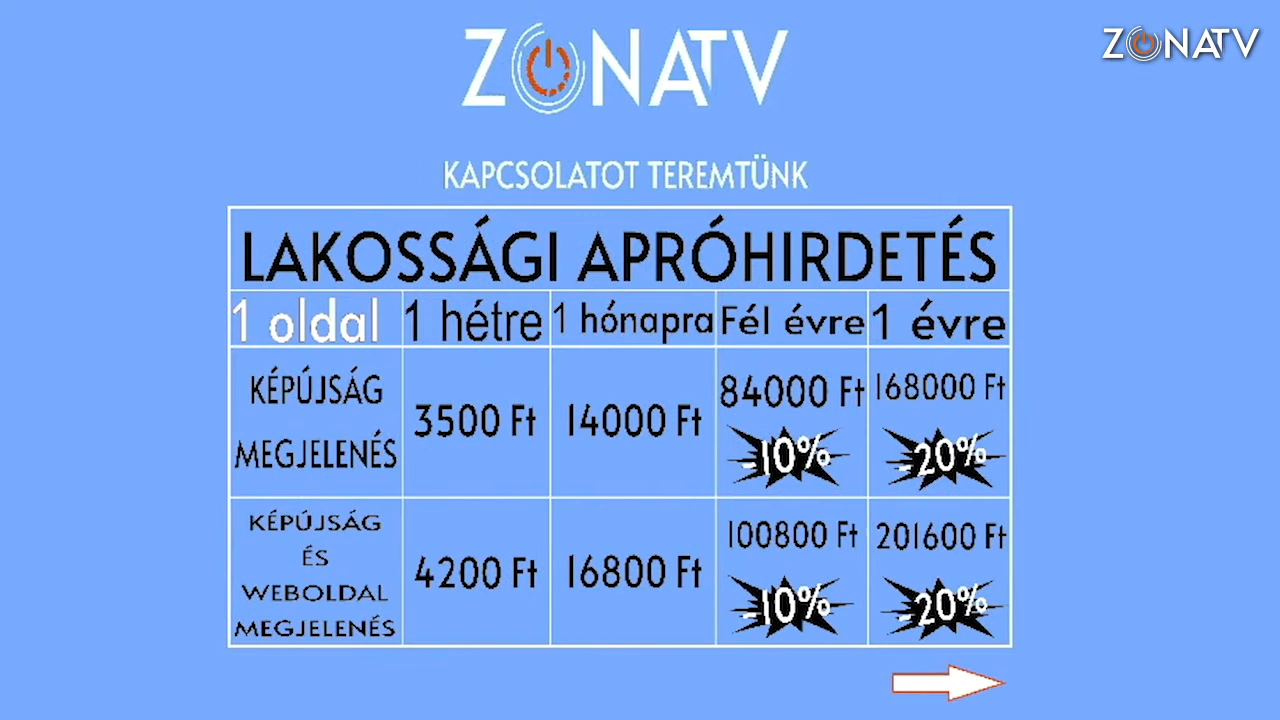 ZONATV
ZONATV
KAPCSOLATOT TEREMTÜNK
LAKOSSÁGI APRÓHIRDETÉS
1 oldal 1 hétre 1 hónapra Fél évre 1 évre
KÉPÚJSÁG
MEGJELENÉS
3500 Ft 14000 Ft 84000 Ft 168000 Ft
-10% -20%
KÉPÚJSÁG
ÉS
WEBOLDAL
MEGJELENÉS
4200 Ft 16800 Ft 100800 Ft 201600 Ft
-10% -20%